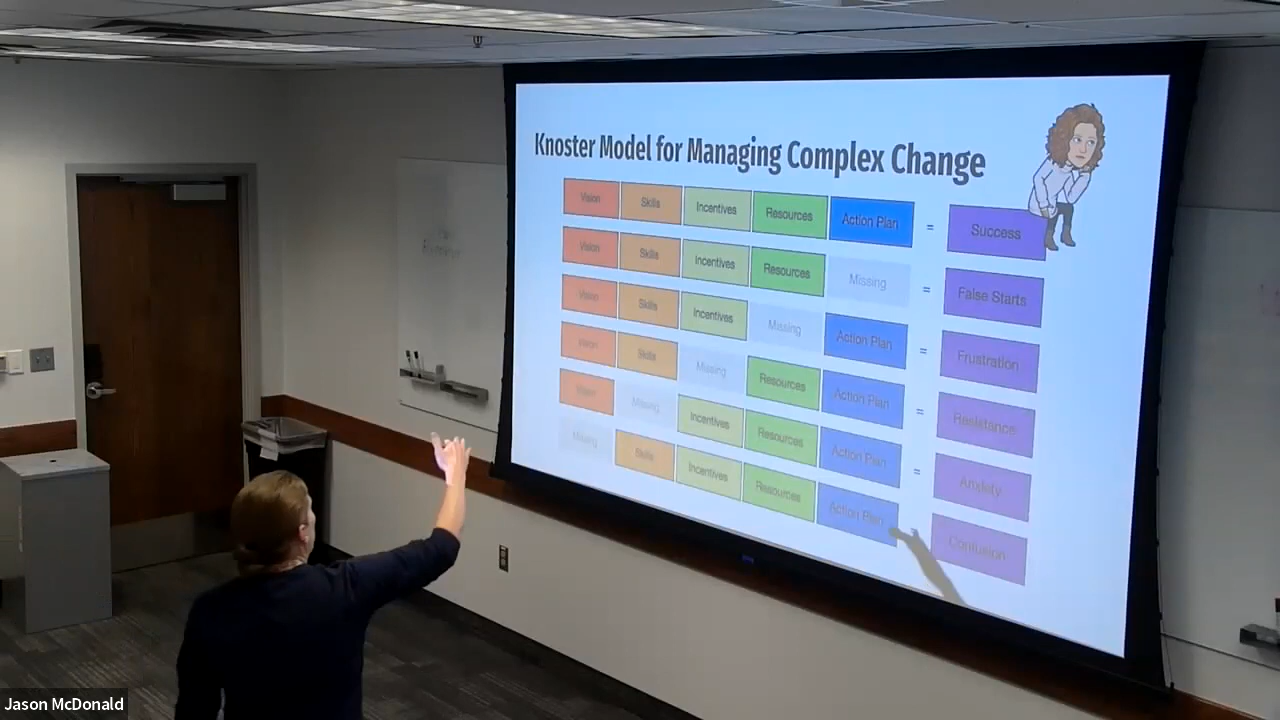 Knoster Model for Managing Complex Change
Vision Skills Incentives Resources Action Plan = Success
Vision Skills Incentives Resources Missing = False Starts
Vision Skills Incentives Missing Action Plan = Frustration
Vision Skills Missing Resources Action Plan = Resistance
Vision Missing Incentives Resources Action Plan = Anxiety
Missing Skills Incentives Resources Action Plan Confusion
Jason McDonald